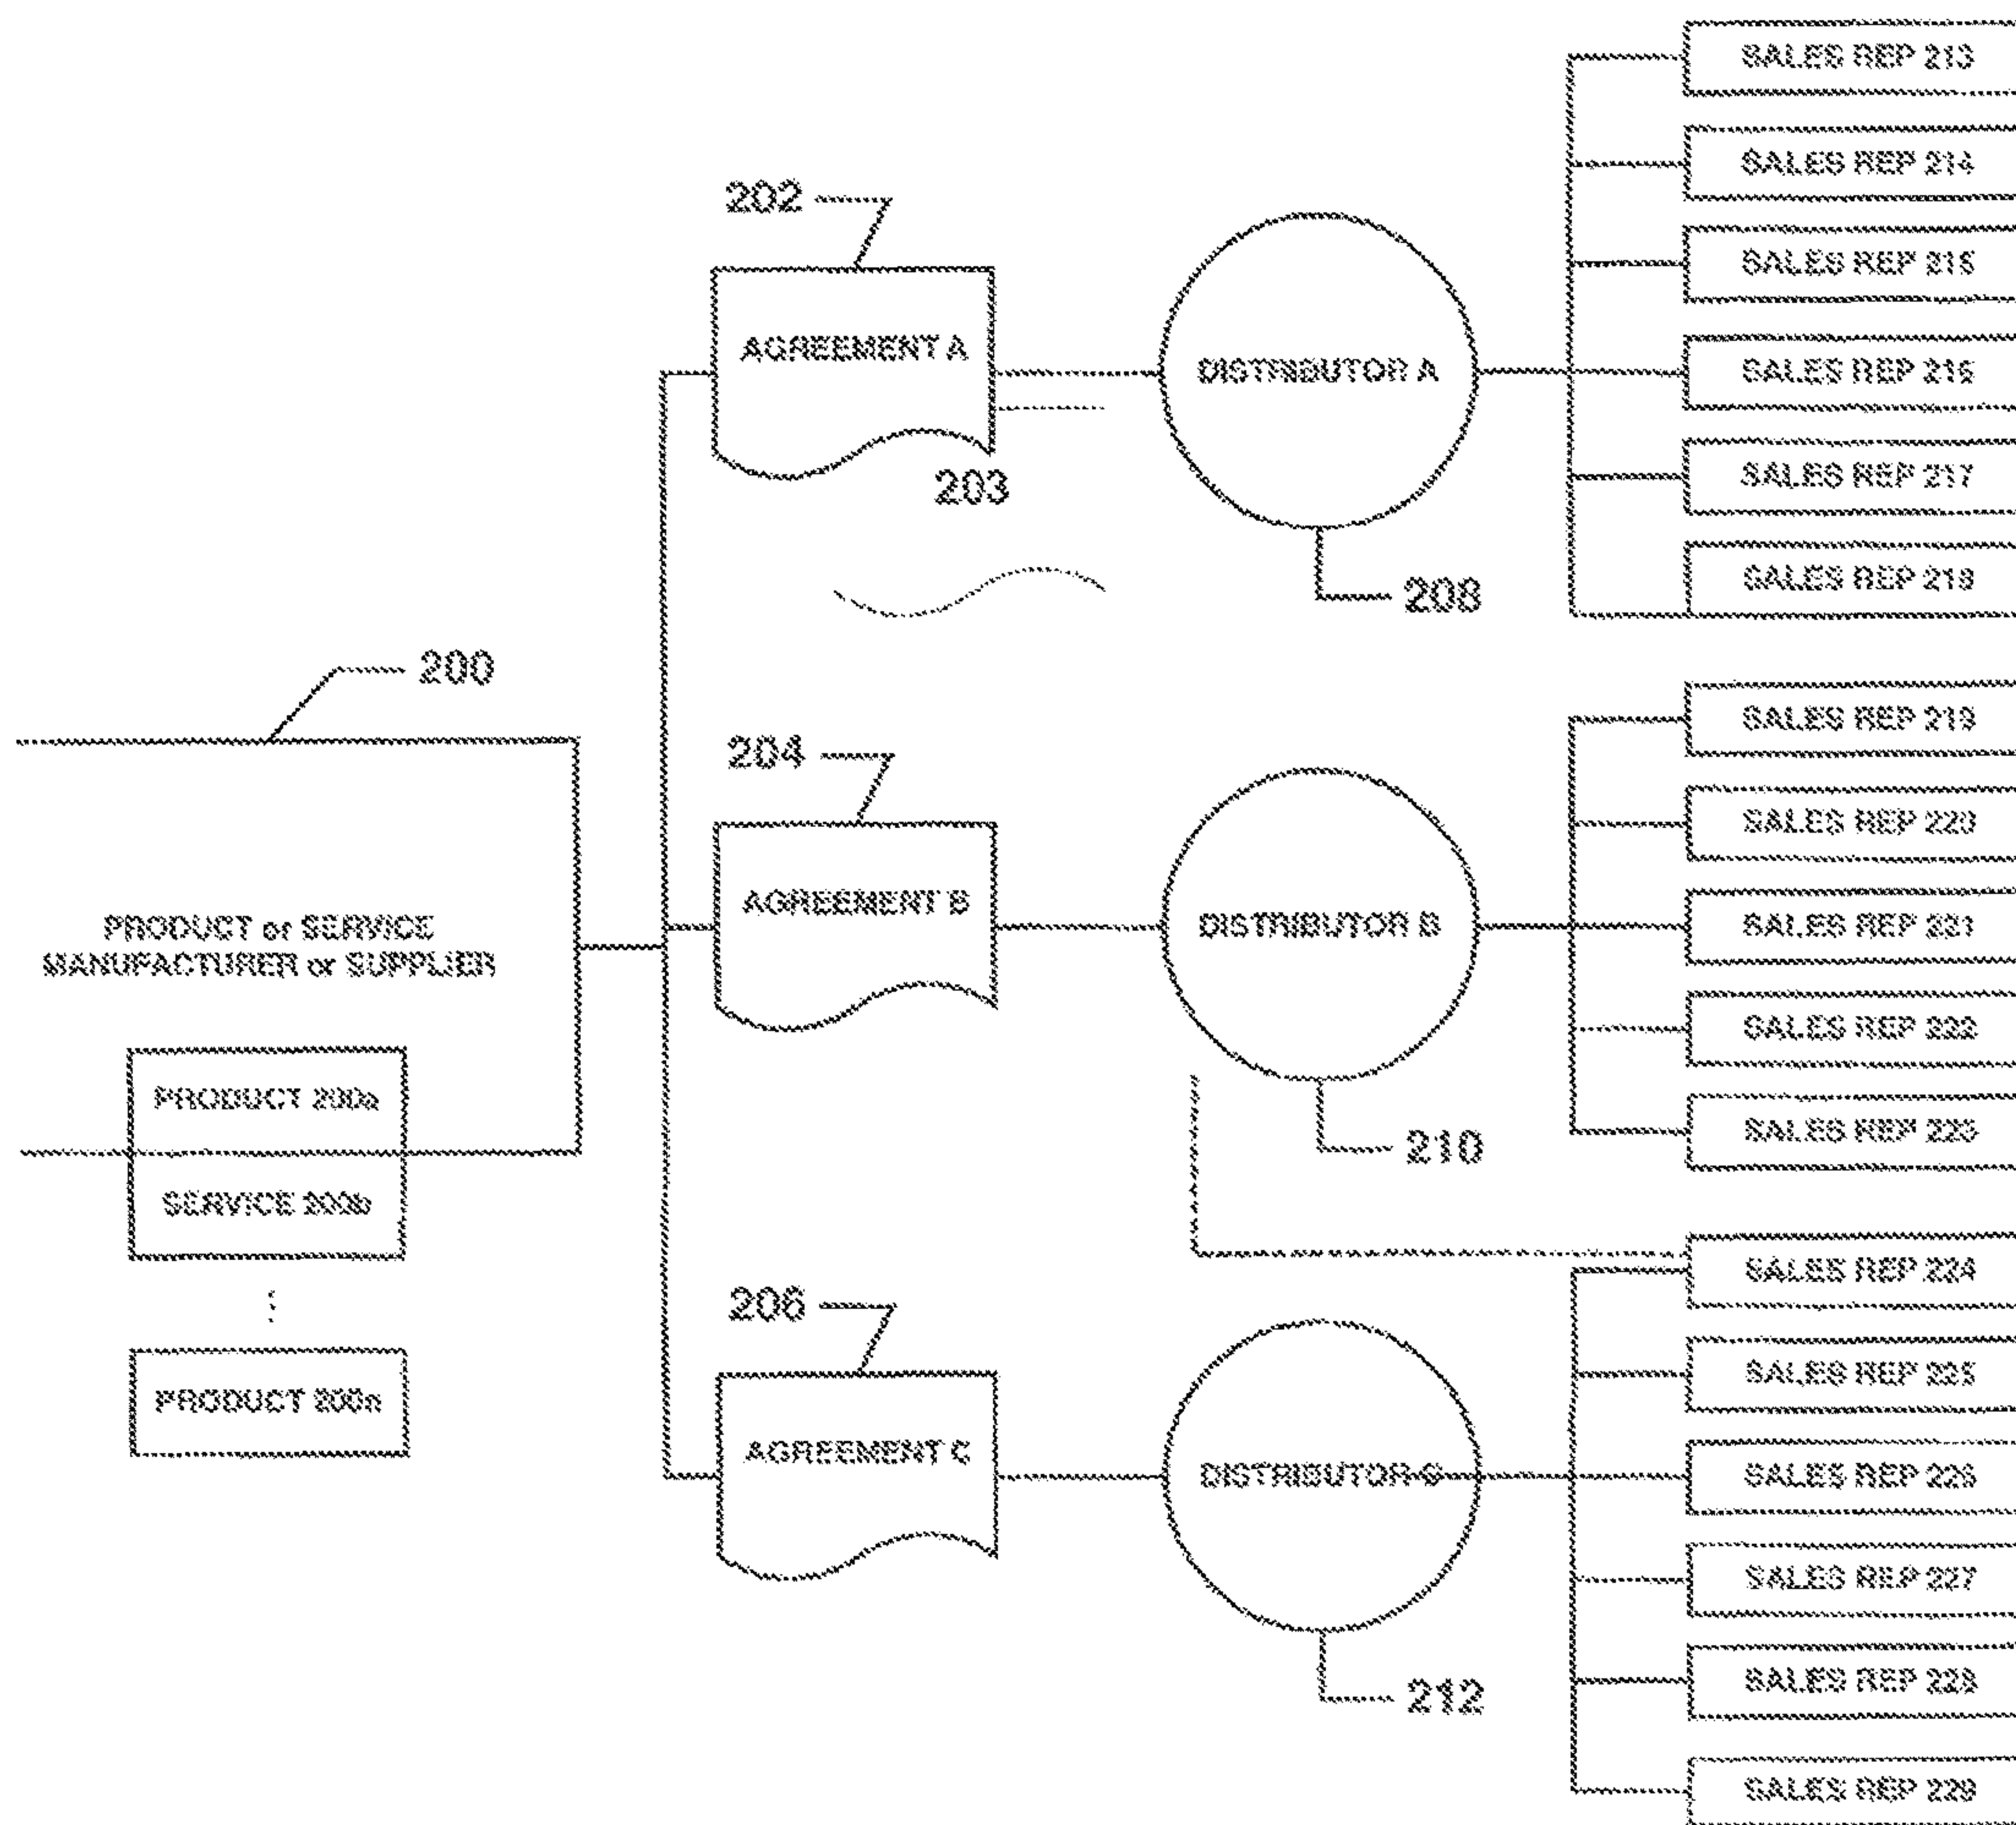 200
PRODUCT or SERVICE
MANUFACTURER or SUPPLIER
PRODUCT 200a
SERVICE 200b
PRODUCT 200n
202
AGREEMENT A
203
204
AGREEMENT B
206
AGREEMENT C
DISTRIBUTOR A
208
DISTRIBUTOR B
210
DISTRIBUTOR C
212
SALES REP 213
SALES REP 214
SALES REP 215
SALES REP 216
SALES REP 217
SALES REP 218
SALES REP 219
SALES REP 220
SALES REP 221
SALES REP 222
SALES REP 223
SALES REP 224
SALES REP 225
SALES REP 226
SALES REP 227
SALES REP 228
SALES REP 229